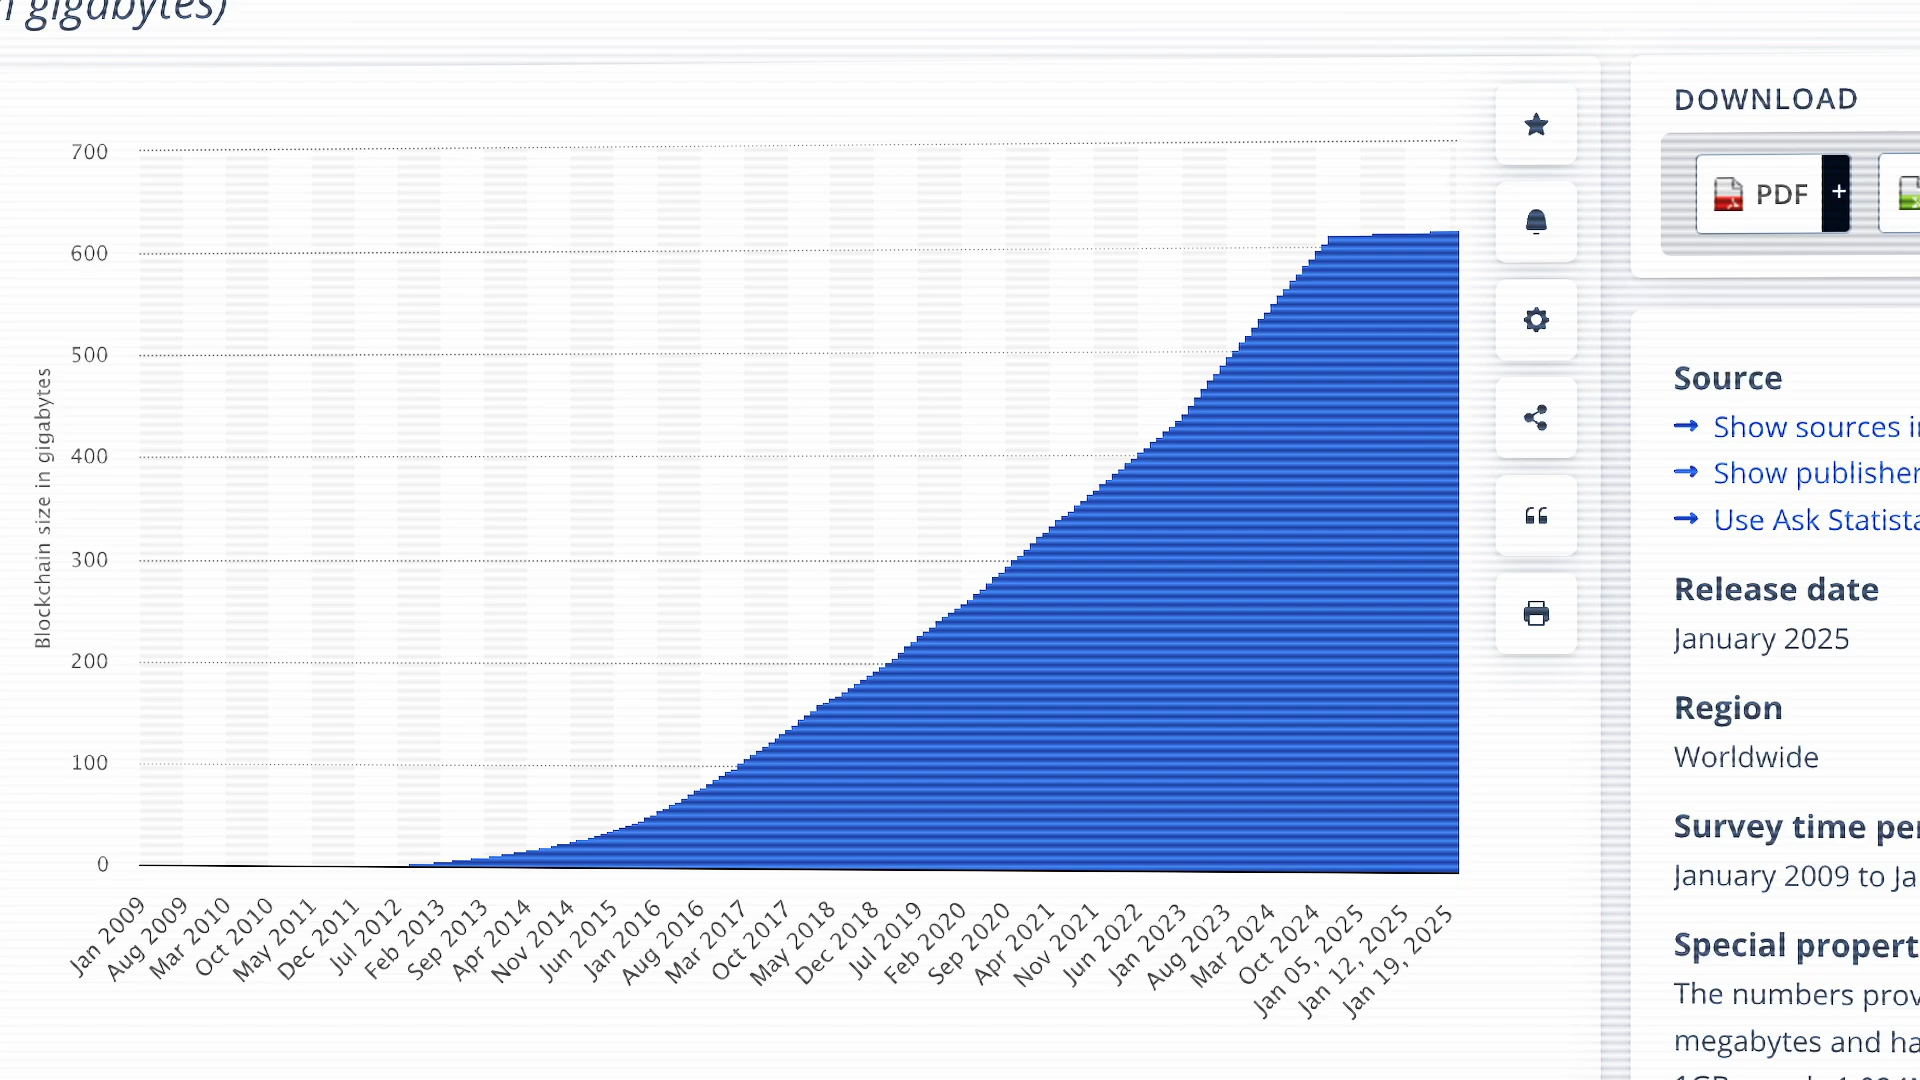 gigabytes)
700
600
500
400
300
200
100
0
Blockchain size in gigabytes
Jan 2009
Aug 2009
Mar 2010
Oct 2010
May 2011
Dec 2011
Jul 2012
Feb 2013
Sep 2013
Apr 2014
Nov 2014
Jun 2015
Jan 2016
Aug 2016
Mar 2017
Oct 2017
May 2018
Dec 2018
Jul 2019
Feb 2020
Sep 2020
Apr 2021
Nov 2021
Jun 2022
Jan 2023
Aug 2023
Mar 2024
Oct 2024
Jan 05, 2025
Jan 12, 2025
Jan 19, 2025
DOWNLOAD
PDF +
Source
→ Show sources i
→ Show publisher
→ Use Ask Statista
Release date
January 2025
Region
Worldwide
Survey time pe
January 2009 to Ja
Special propert
The numbers prov
megabytes and ha